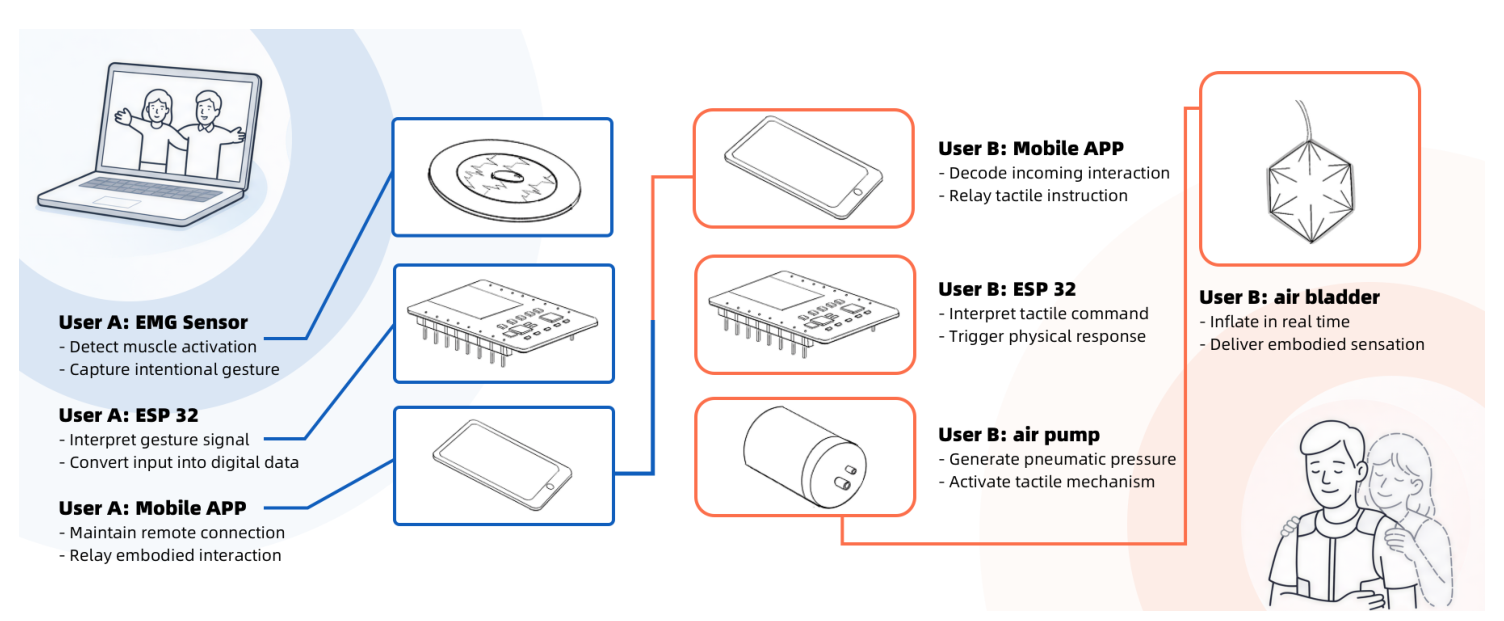 User A: EMG Sensor
- Detect muscle activation
- Capture intentional gesture
User A: ESP 32
- Interpret gesture signal
- Convert input into digital data
User A: Mobile APP
- Maintain remote connection
- Relay embodied interaction
User B: Mobile APP
- Decode incoming interaction
- Relay tactile instruction
User B: ESP 32
- Interpret tactile command
- Trigger physical response
User B: air pump
- Generate pneumatic pressure
- Activate tactile mechanism
User B: air bladder
- Inflate in real time
- Deliver embodied sensation